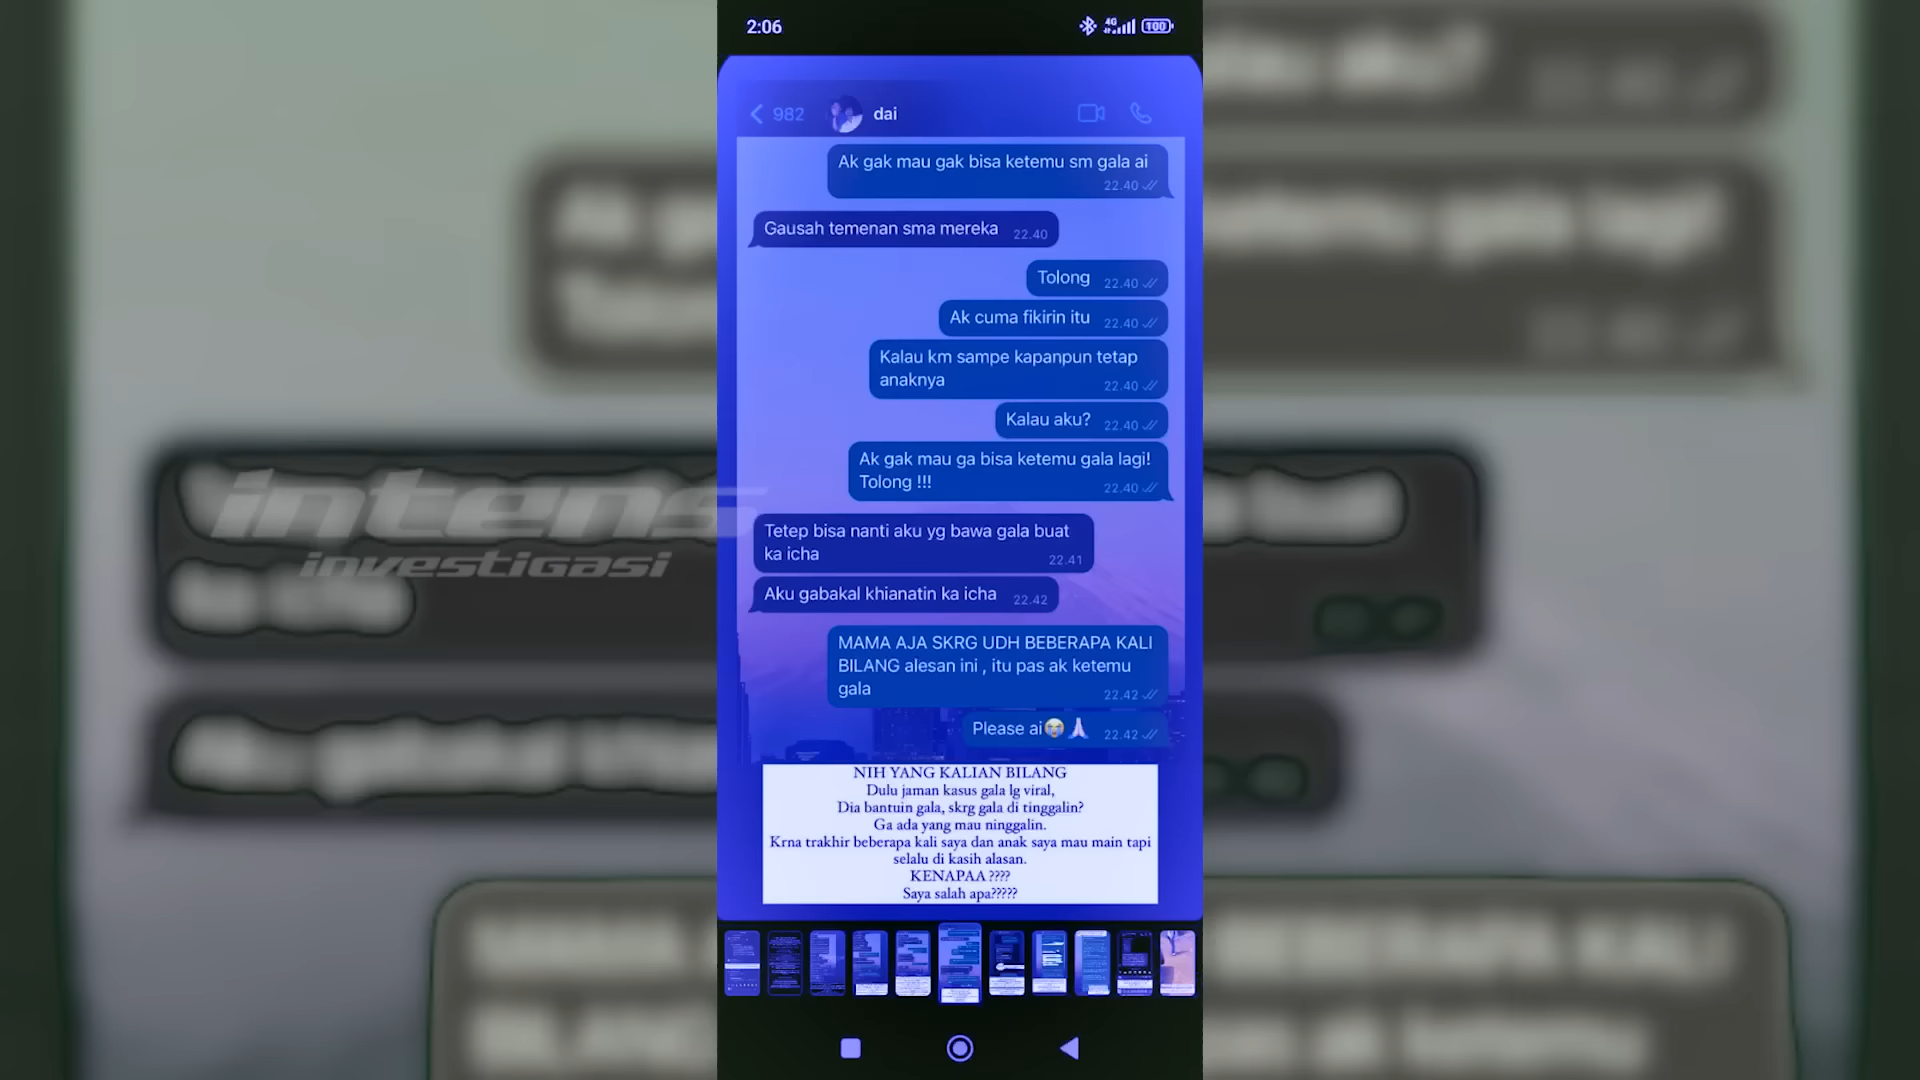 2:06
4G
100
982
dai
Ak gak mau gak bisa ketemu sm gala ai
22.40
Gausah temenan sma mereka 22.40
Tolong 22.40
Ak cuma fikirin itu 22.40
Kalau km sampe kapanpun tetap
anaknya 22.40
Kalau aku? 22.40
Ak gak mau ga bisa ketemu gala lagi!
Tolong !!! 22.40
Tetep bisa nanti aku yg bawa gala buat
ka icha 22.41
Aku gabakal khianatin ka icha 22.42
MAMA AJA SKRG UDH BEBERAPA KALI
BILANG alesan ini , itu pas ak ketemu
gala 22.42
Please ai😭🙏🏻 22.42
NIH YANG KALIAN BILANG
Dulu jaman kasus gala lg viral,
Dia bantuin gala, skrg gala di tinggalin?
Ga ada yang mau ninggalin.
Krna trakhir beberapa kali saya dan anak saya mau main tapi
selalu di kasih alasan.
KENAPAA ????
Saya salah apa?????
intens
investigasi